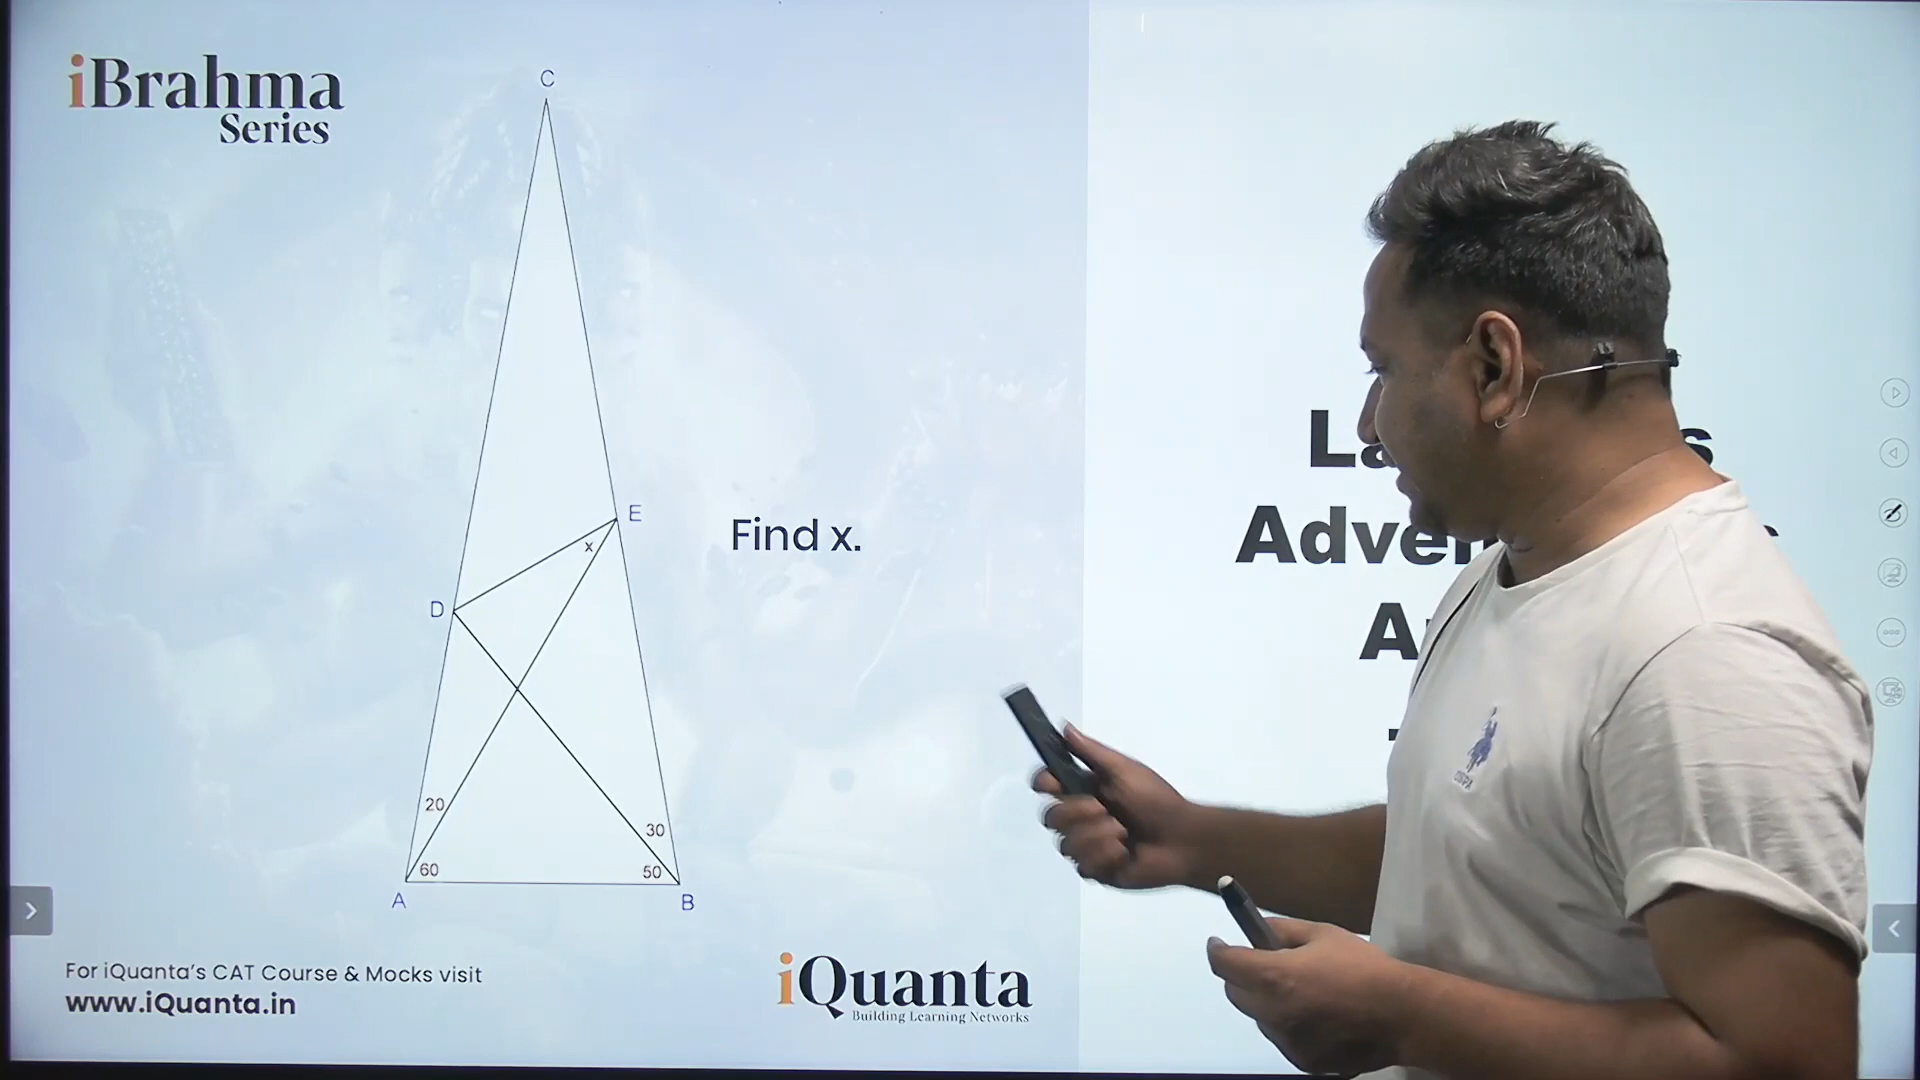 iBrahma
Series
C
E
x
Find x.
D
20
30
60
50
A
B
For iQuanta's CAT Course & Mocks visit
www.iQuanta.in
iQuanta
Building Learning Networks